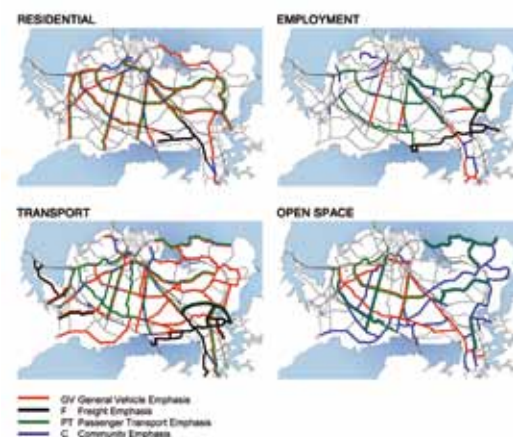 RESIDENTIAL
EMPLOYMENT
TRANSPORT
OPEN SPACE
GV General Vehicle Emphasis
F Freight Emphasis
PT Passenger Transport Emphasis
C Community Emphasis